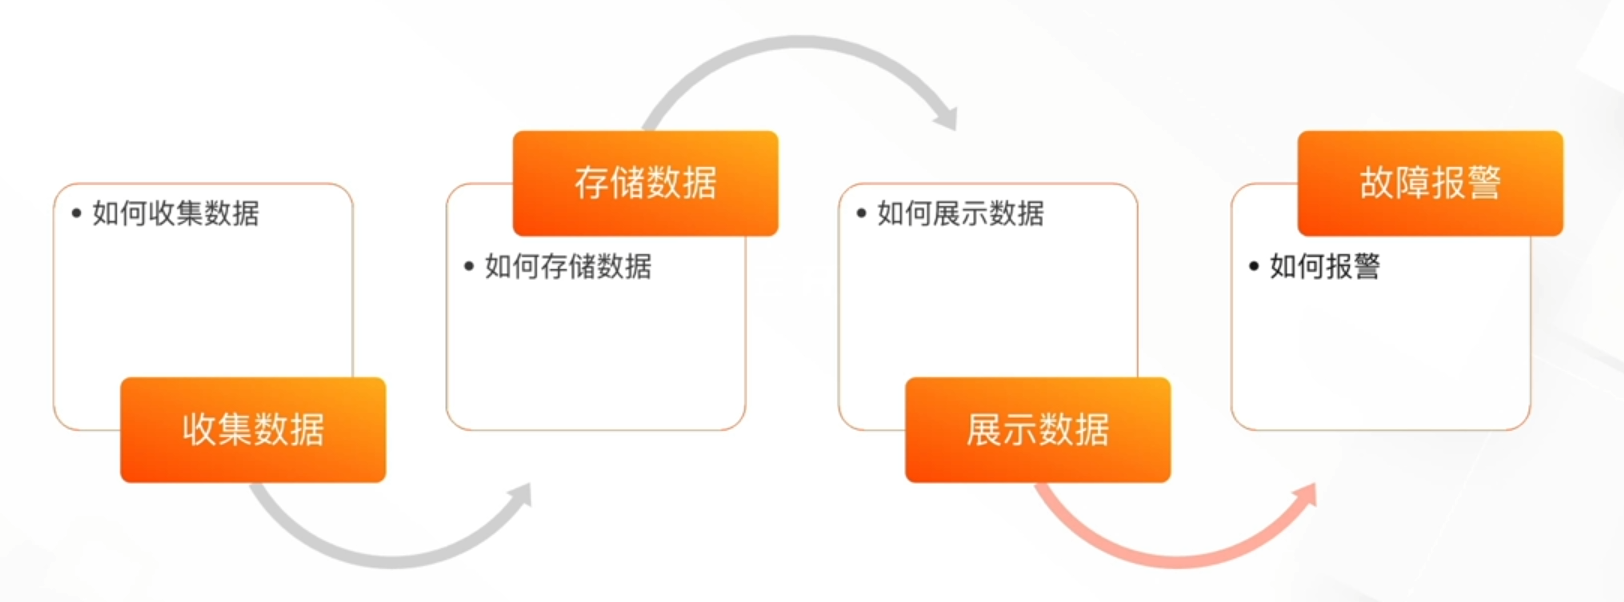 • 如何收集数据
收集数据
存储数据
• 如何存储数据
• 如何展示数据
展示数据
故障报警
• 如何报警